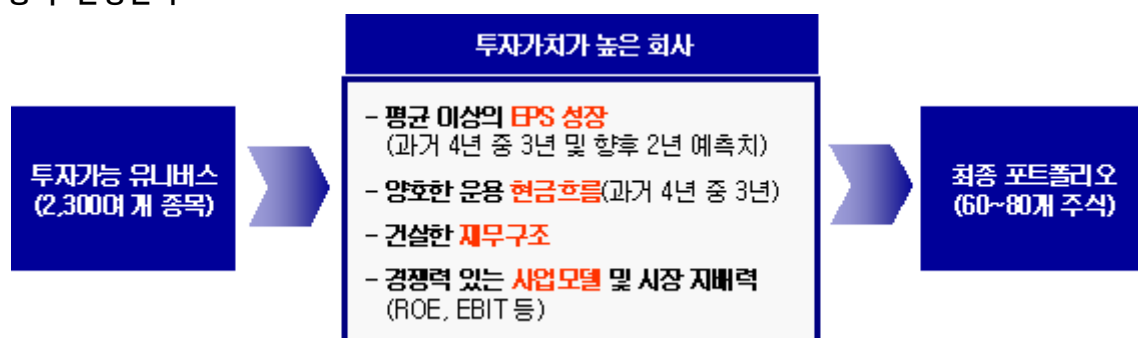 투자가치가 높은 회사
투자가능 유니버스
(2,300여 개 종목)
- 평균 이상의 EPS 성장
(과거 4년 중 3년 및 향후 2년 예측치)
- 양호한 운용 현금흐름(과거 4년 중 3년)
- 건실한 재무구조
- 경쟁력 있는 사업모델 및 시장 지배력
(ROE, EBIT 등)
최종 포트폴리오
(60~80개 주식)